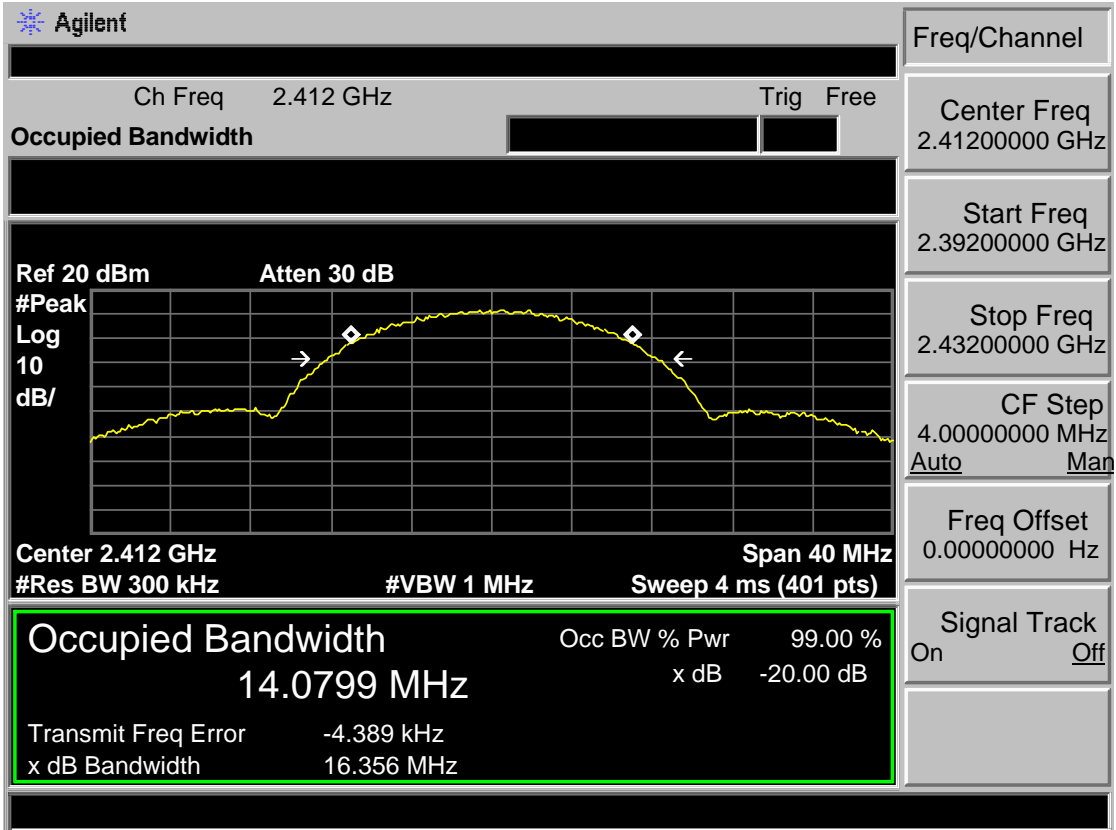 Agilent
Freq/Channel
Ch Freq 2.412 GHz Trig Free
Occupied Bandwidth
Center Freq
2.41200000 GHz
Start Freq
2.39200000 GHz
Stop Freq
2.43200000 GHz
CF Step
4.00000000 MHz
Auto Man
Freq Offset
0.00000000 Hz
Signal Track
On Off
Ref 20 dBm Atten 30 dB
#Peak
Log
10
dB/
Center 2.412 GHz Span 40 MHz
#Res BW 300 kHz #VBW 1 MHz Sweep 4 ms (401 pts)
Occupied Bandwidth Occ BW % Pwr 99.00 %
14.0799 MHz x dB -20.00 dB
Transmit Freq Error -4.389 kHz
x dB Bandwidth 16.356 MHz